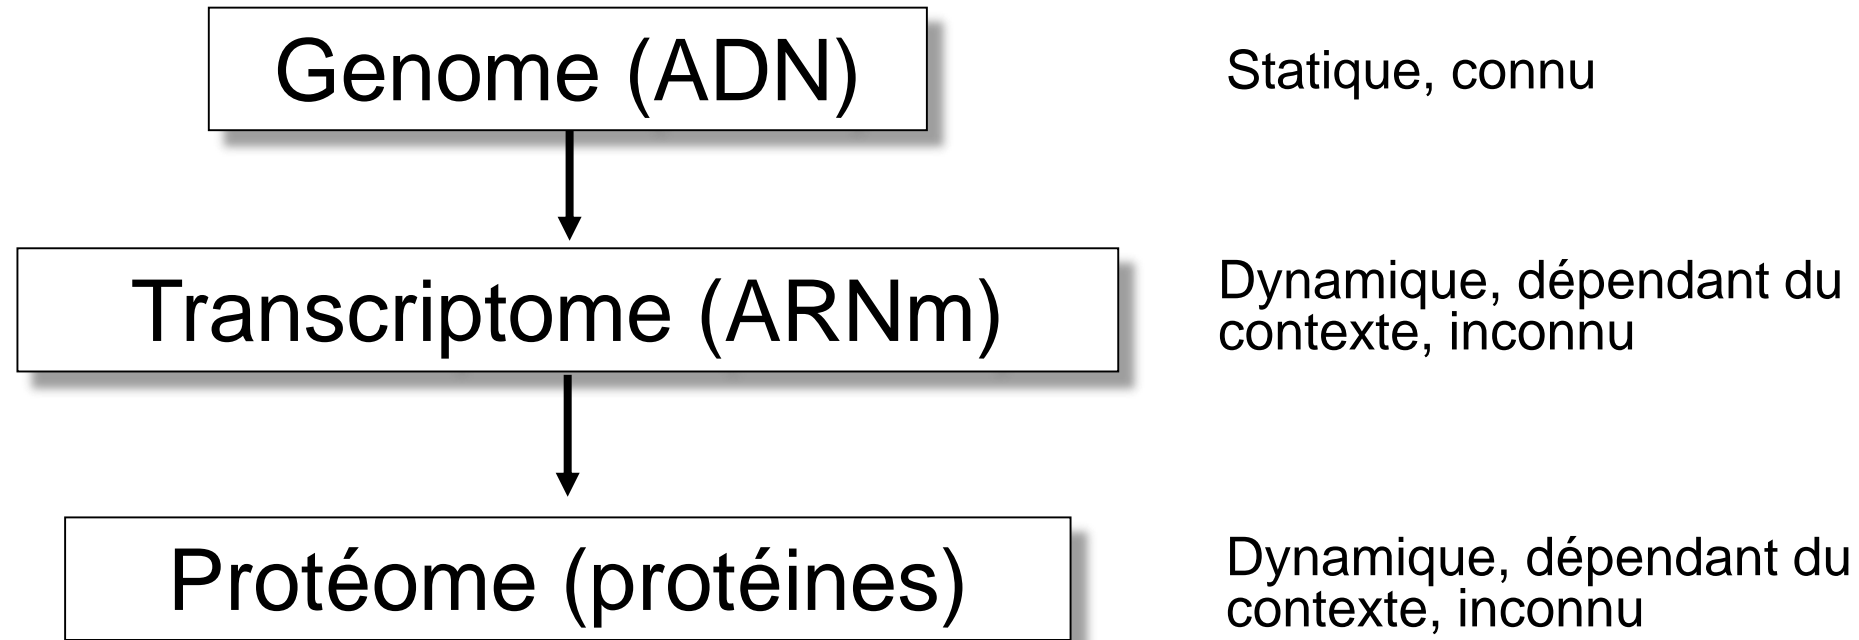 Genome (ADN)
Statique, connu
Transcriptome (ARNm)
Dynamique, dépendant du
contexte, inconnu
Protéome (protéines)
Dynamique, dépendant du
contexte, inconnu